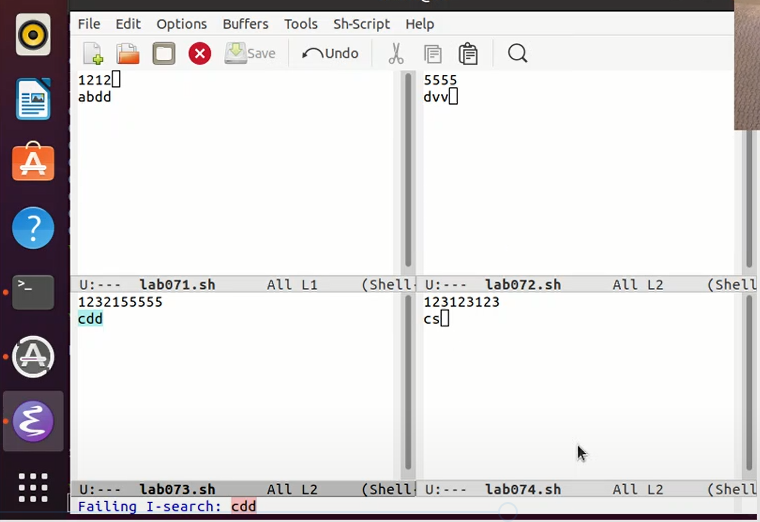 File Edit Options Buffers Tools Sh-Script Help
Save Undo
1212
abdd
U:--- lab071.sh All L1 (Shell-
5555
dvv
U:--- lab072.sh All L2 (Shell
1232155555
cdd
U:--- lab073.sh All L2 (Shell-
123123123
cs
U:--- lab074.sh All L2 (Shell
Failing I-search: cdd